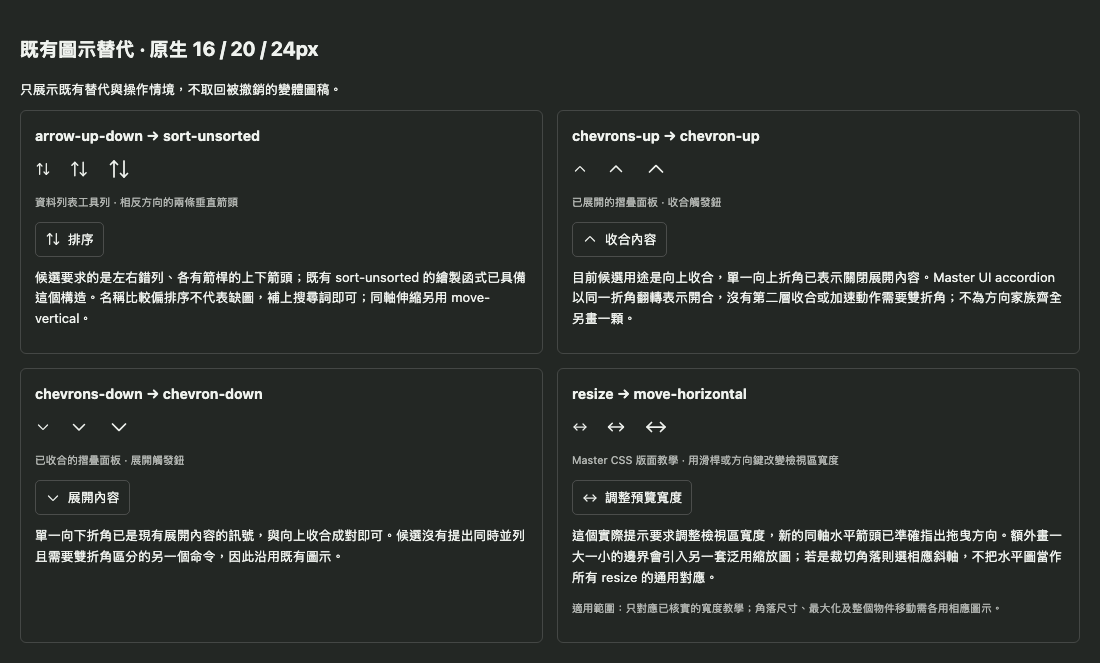 既有圖示替代 · 原生 16 / 20 / 24px
只展示既有替代與操作情境，不取回被撤銷的變體圖稿。
arrow-up-down → sort-unsorted
資料列表工具列 · 相反方向的兩條垂直箭頭
排序
候選要求的是左右錯列、各有箭桿的上下箭頭；既有 sort-unsorted 的繪製函式已具備
這個構造。名稱比較偏排序不代表缺圖，補上搜尋詞即可；同軸伸縮另用 move-
vertical。
chevrons-up → chevron-up
已展開的摺疊面板 · 收合觸發鈕
收合內容
目前候選用途是向上收合，單一向上折角已表示關閉展開內容。Master UI accordion
以同一折角翻轉表示開合，沒有第二層收合或加速動作需要雙折角；不為方向家族齊全
另畫一顆。
chevrons-down → chevron-down
已收合的摺疊面板 · 展開觸發鈕
展開內容
單一向下折角已是現有展開內容的訊號，與向上收合成對即可。候選沒有提出同時並列
且需要雙折角區分的另一個命令，因此沿用既有圖示。
resize → move-horizontal
Master CSS 版面教學 · 用滑桿或方向鍵改變檢視區寬度
調整預覽寬度
這個實際提示要求調整檢視區寬度，新的同軸水平箭頭已準確指出拖曳方向。額外畫一
大一小的邊界會引入另一套泛用縮放圖；若是裁切角落則選相應斜軸，不把水平圖當作
所有 resize 的通用對應。
適用範圍：只對應已核實的寬度教學；角落尺寸、最大化及整個物件移動需各用相應圖示。